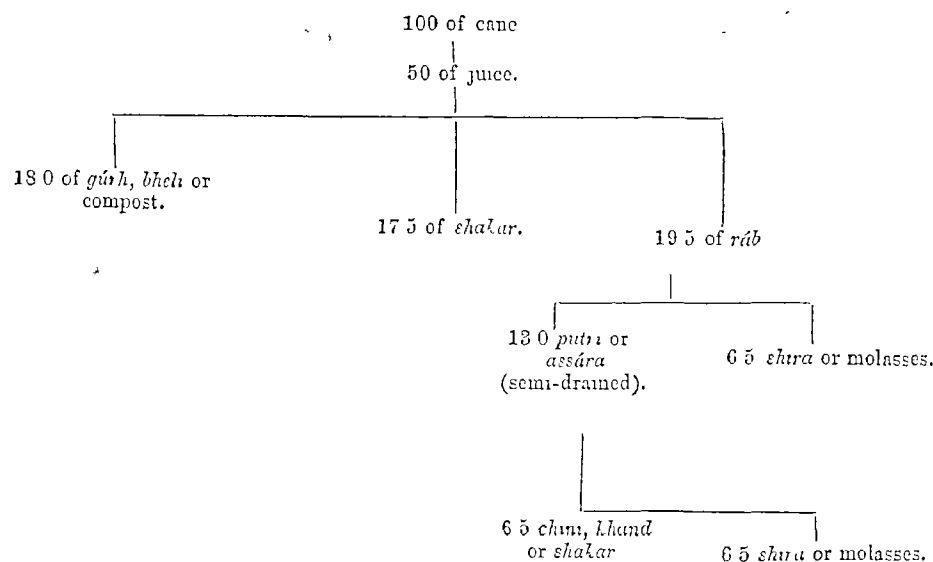 100 of cane
50 of juice.
18 0 of gúrh, bheli or
compost.
17 5 of shakar.
19 5 of ráb
13 0 putri or
assára
(semi-drained).
6 5 shira or molasses.
6 5 chini, khand
or shakar
6 5 shira or molasses.